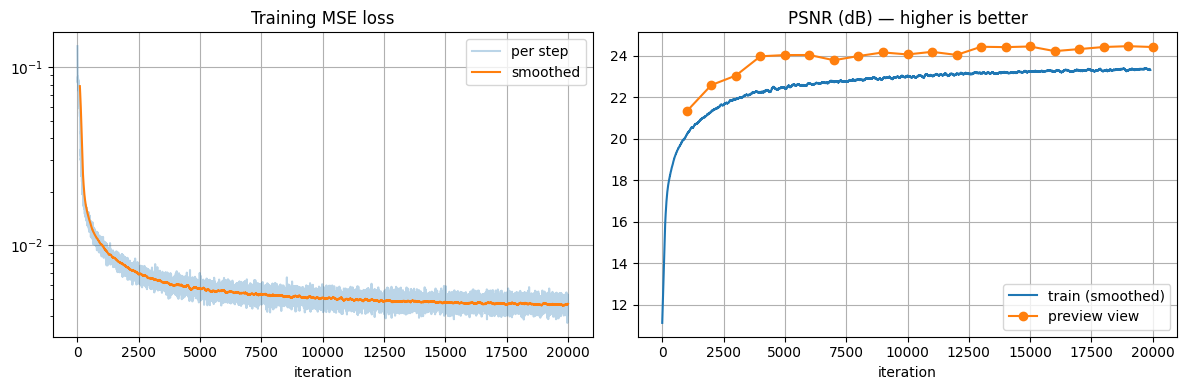 Training MSE loss
per step
smoothed
10⁻¹
10⁻²
0 2500 5000 7500 10000 12500 15000 17500 20000
iteration
PSNR (dB) — higher is better
24
22
20
18
16
14
12
train (smoothed)
preview view
0 2500 5000 7500 10000 12500 15000 17500 20000
iteration